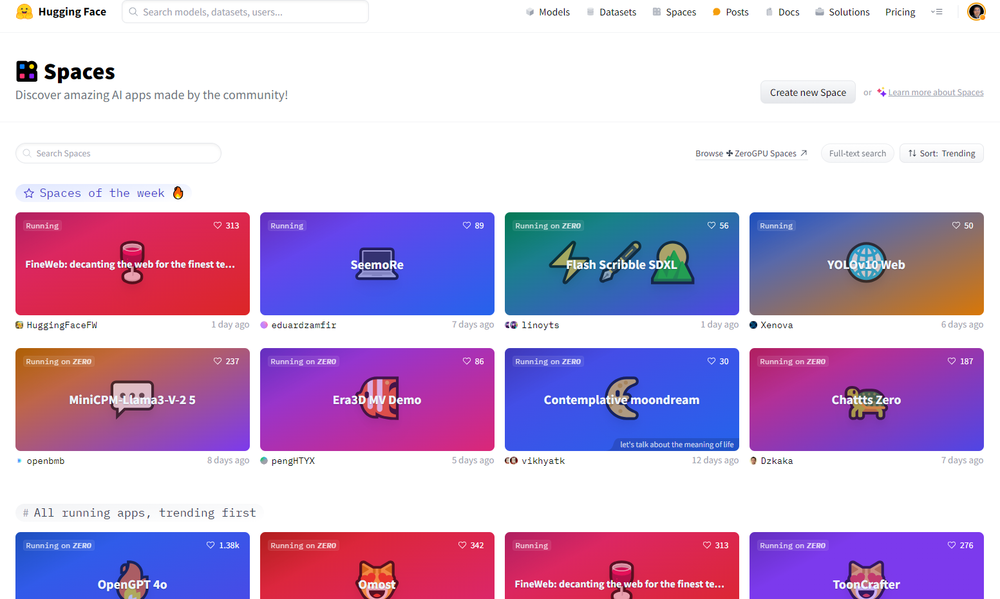 Hugging Face
Search models, datasets, users...
Models
Datasets
Spaces
Posts
Docs
Solutions
Pricing
Spaces
Discover amazing AI apps made by the community!
Create new Space
or
Learn more about Spaces
Search Spaces
Browse ZeroGPU Spaces
Full-text search
Sort: Trending
Spaces of the week 🔥
Running
313
FineWeb: decanting the web for the finest te...
HuggingFaceFW
1 day ago
Running
89
SeemoRe
eduardzamfir
7 days ago
Running on ZERO
56
Flash Scribble SDXL
linoyts
1 day ago
Running
50
YOLOv10 Web
Xenova
6 days ago
Running on ZERO
237
MiniCPM-Llama3-V-2 5
openbmb
8 days ago
Running on ZERO
86
Era3D MV Demo
pengHTYX
5 days ago
Running on ZERO
30
Contemplative moondream
let's talk about the meaning of life
vikhyatk
12 days ago
Running on ZERO
187
Chattts Zero
Dzkaka
7 days ago
# All running apps, trending first
Running on ZERO
1.38k
OpenGPT 4o
Running on ZERO
342
Omost
Running
313
FineWeb: decanting the web for the finest te...
Running on ZERO
276
ToonCrafter